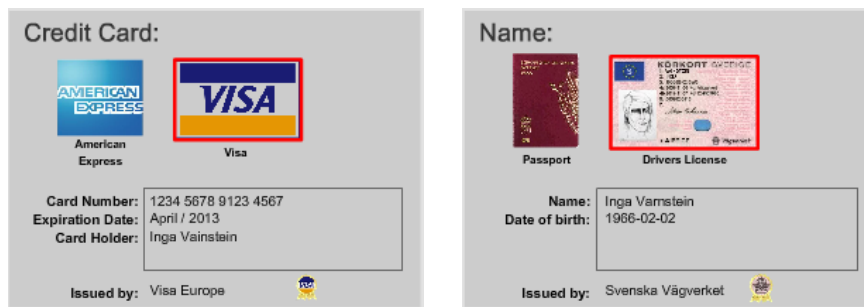 Credit Card:
AMERICAN
EXPRESS
American
Express
VISA
Visa
Card Number: 1234 5678 9123 4567
Expiration Date: April / 2013
Card Holder: Inga Vainstein
Issued by: Visa Europe
Name:
KÖRKORT SVERIGE
Passport
Drivers License
Name: Inga Varnstein
Date of birth: 1966-02-02
Issued by: Svenska Vägverket